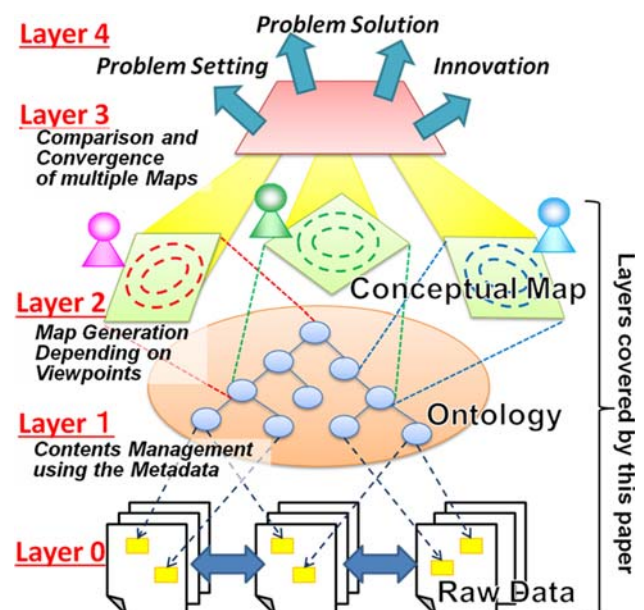 Layer 4
Problem Solution
Problem Setting
Innovation
Layer 3
Comparison and
Convergence
of multiple Maps
Layer 2
Conceptual Map
Map Generation
Depending on
Viewpoints
Ontology
Layer 1
Contents Management
using the Metadata
Layer 0
Raw Data
Layers covered by this paper